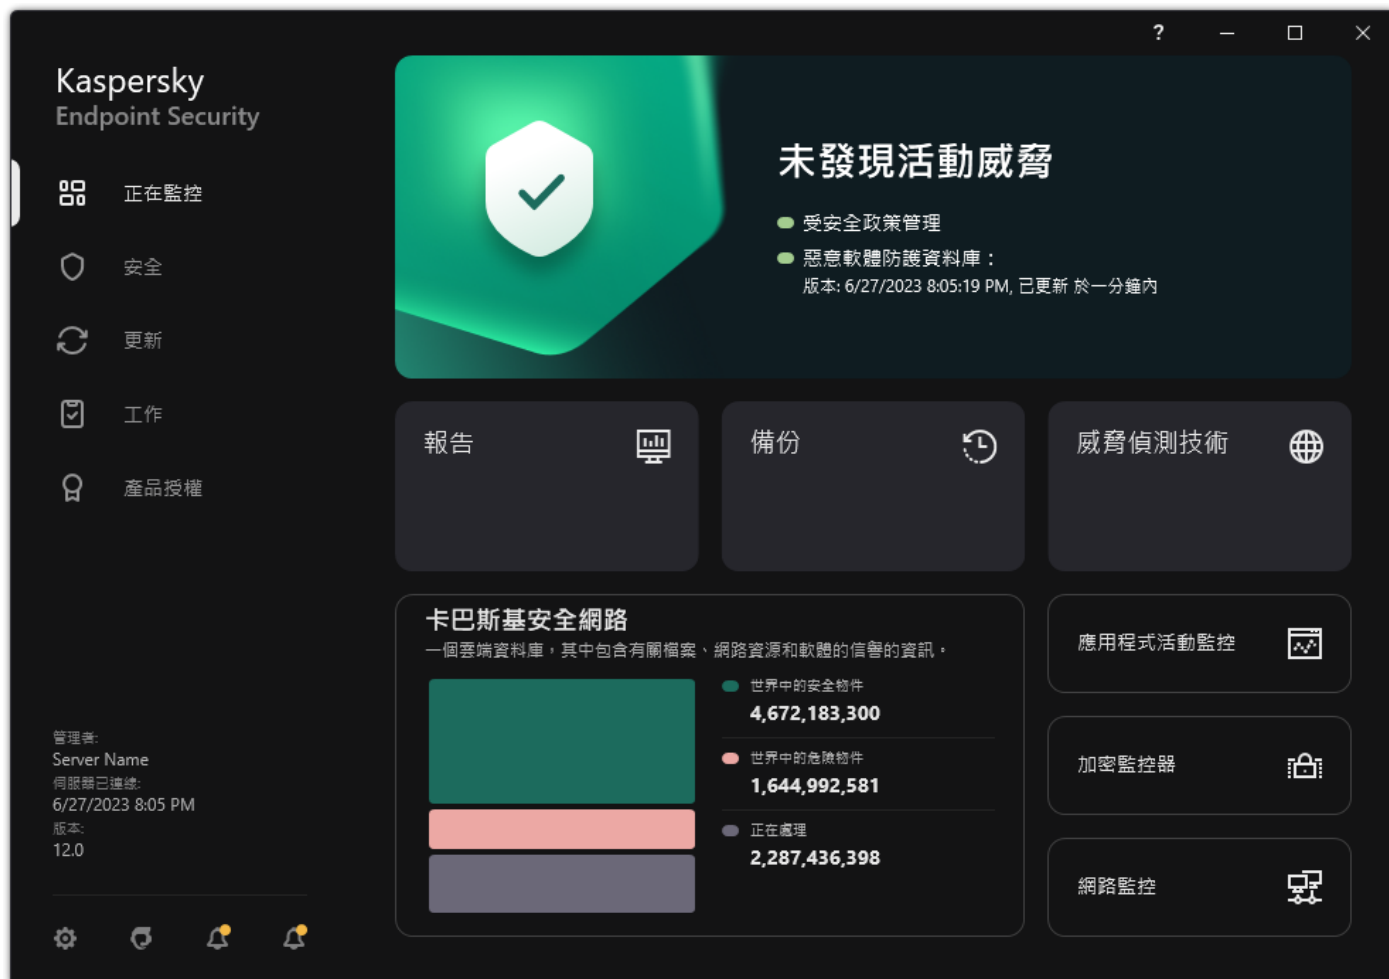 ?
Kaspersky
Endpoint Security
正在監控
安全
更新
工作
產品授權
管理者:
Server Name
伺服器已連線:
6/27/2023 8:05 PM
版本:
12.0
未發現活動威脅
受安全政策管理
惡意軟體防護資料庫：
版本: 6/27/2023 8:05:19 PM, 已更新 於一分鐘內
報告
備份
威脅偵測技術
卡巴斯基安全網路
一個雲端資料庫，其中包含有關檔案、網路資源和軟體的信譽的資訊。
世界中的安全物件
4,672,183,300
世界中的危險物件
1,644,992,581
正在處理
2,287,436,398
應用程式活動監控
加密監控器
網路監控